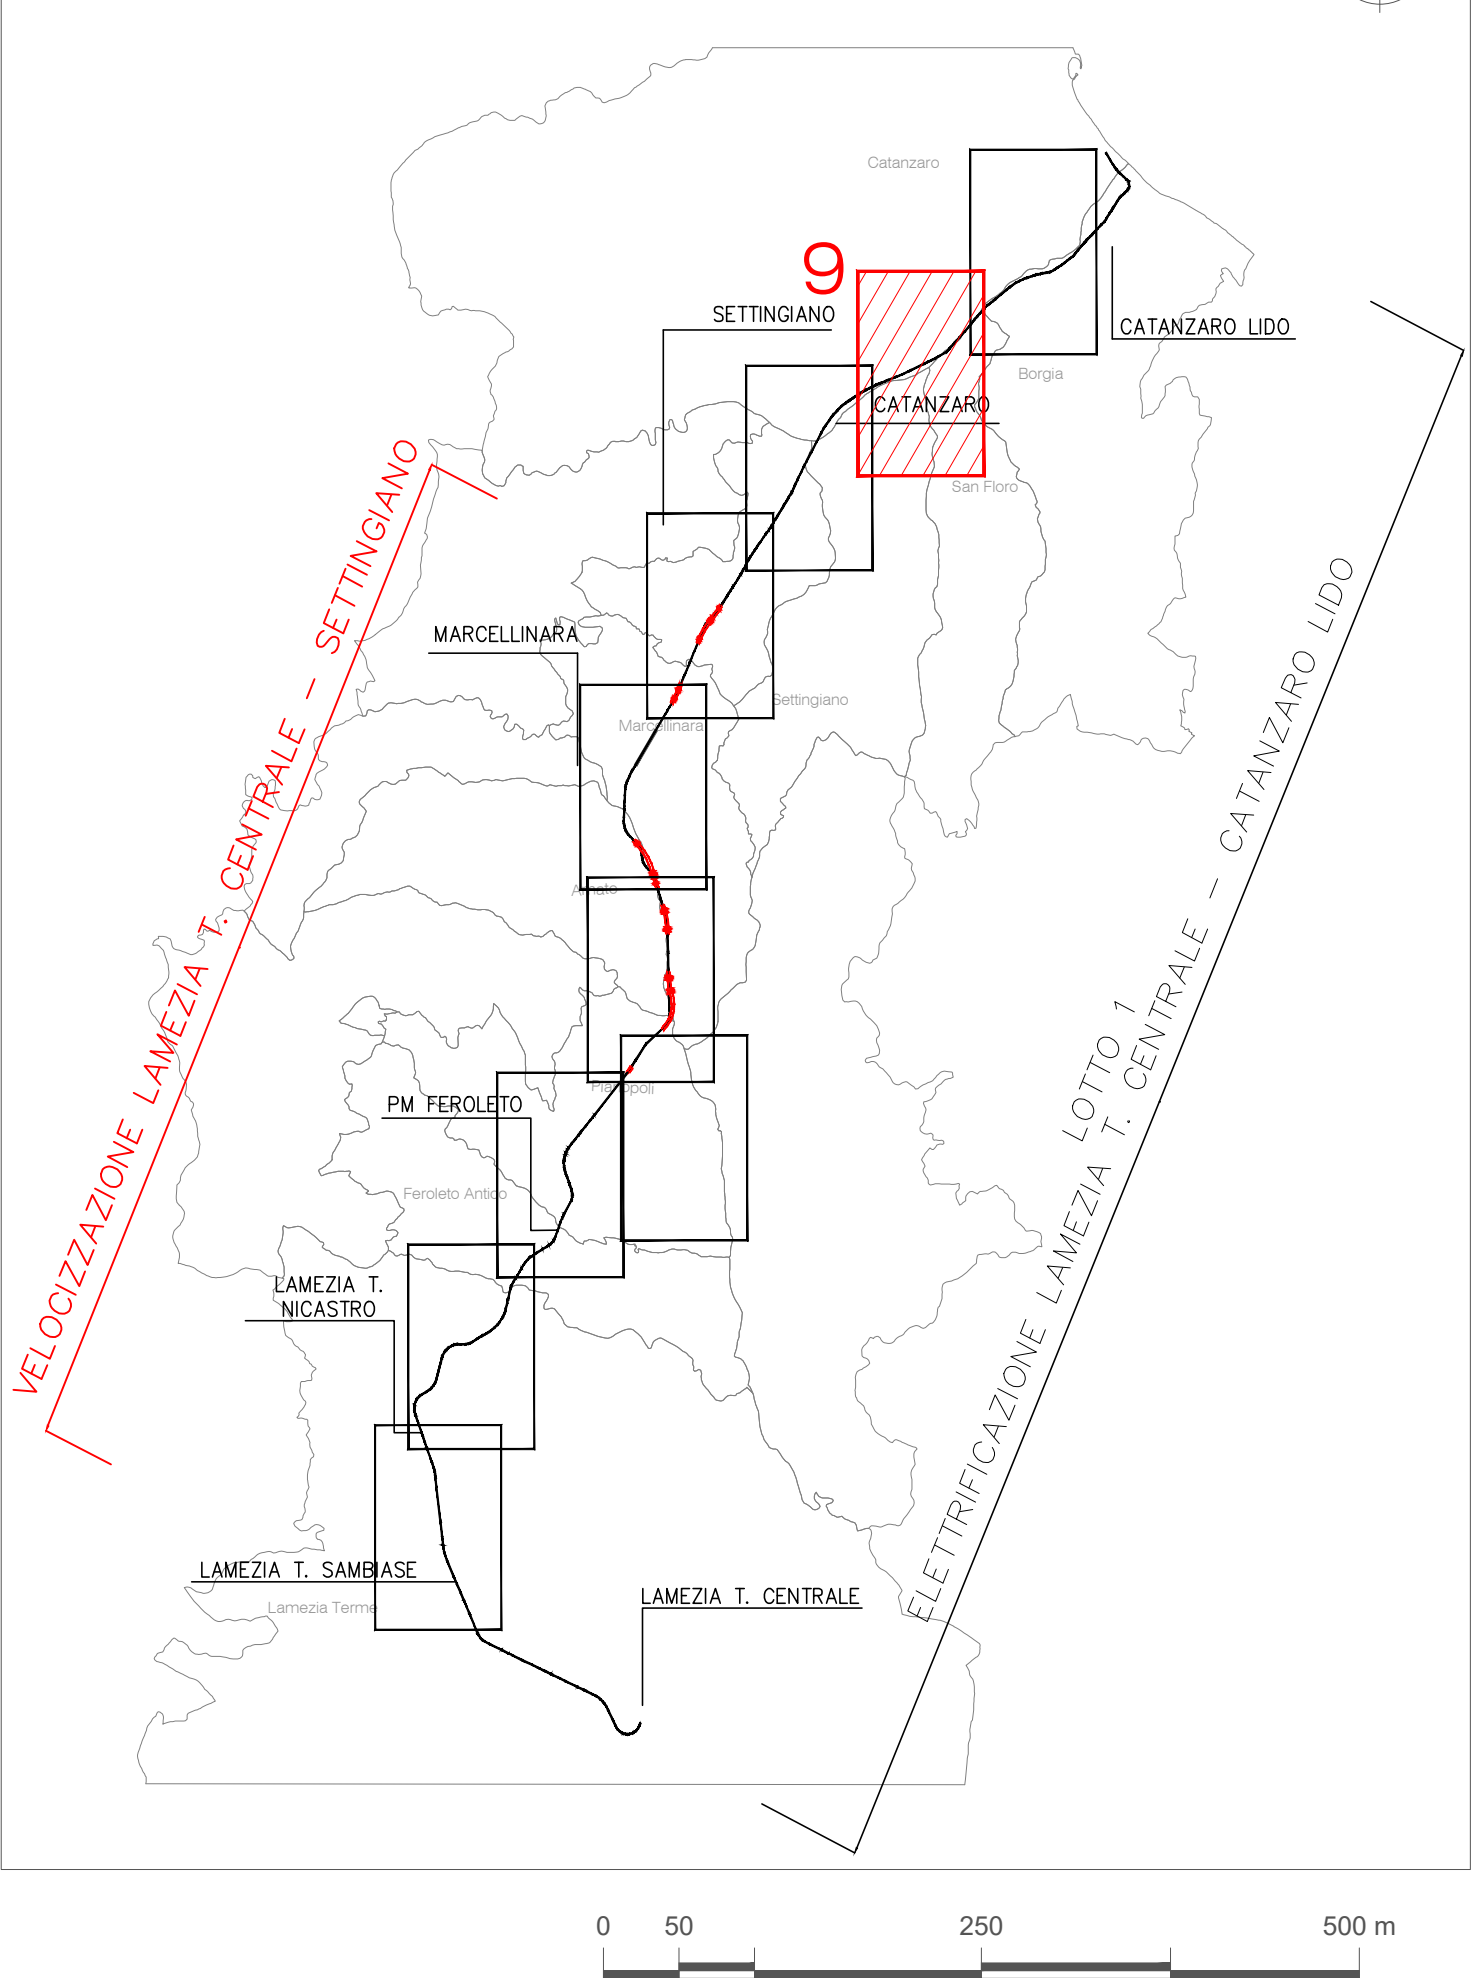 Catanzaro
9
SETTINGIANO
CATANZARO LIDO
Borgia
CATANZARO
San Floro
VELOCIZZAZIONE LAMEZIA T. CENTRALE - SETTINGIANO
MARCELLINARA
Settingiano
Marcellinara
Amato
LOTTO 1
ELETTRIFICAZIONE LAMEZIA T. CENTRALE - CATANZARO LIDO
Pianopoli
PM FEROLETO
Feroleto Antico
LAMEZIA T.
NICASTRO
LAMEZIA T. SAMBIASE
Lamezia Terme
LAMEZIA T. CENTRALE
0 50 250 500 m